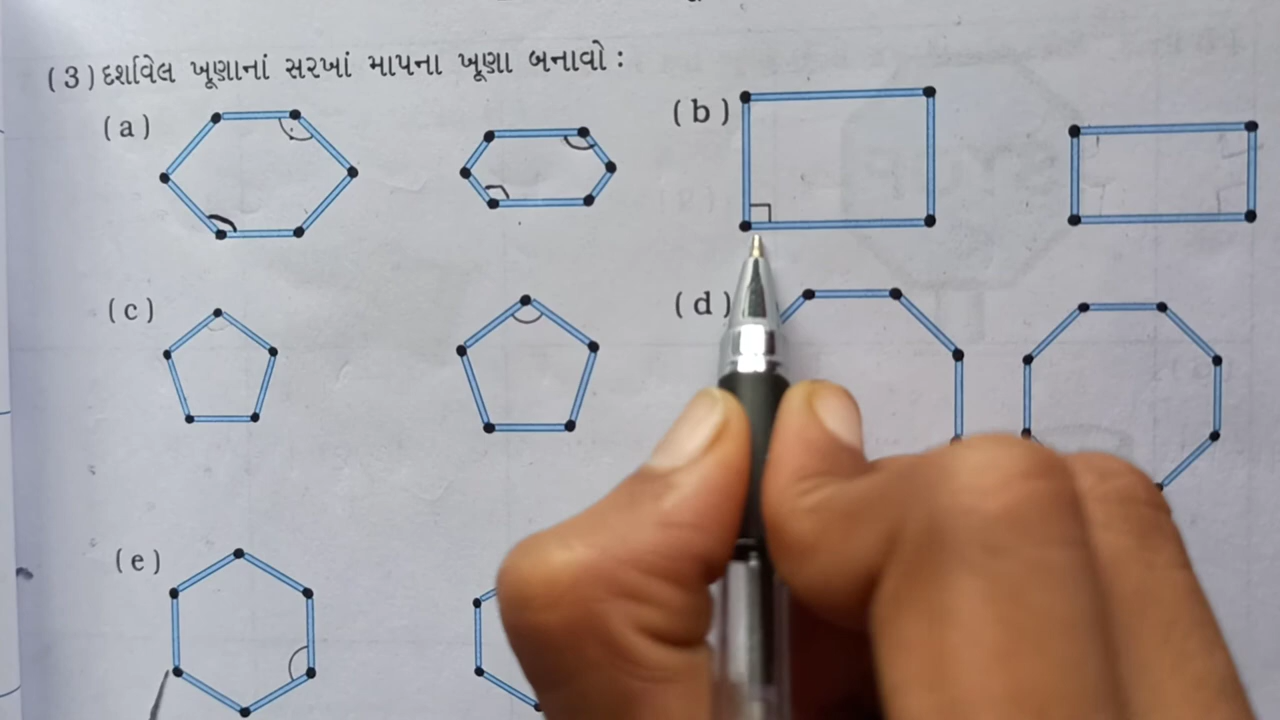 (3) દર્શાવેલ ખૂણાનાં સરખાં માપના ખૂણા બનાવો :
(a)
(b)
(c)
(d)
(e)